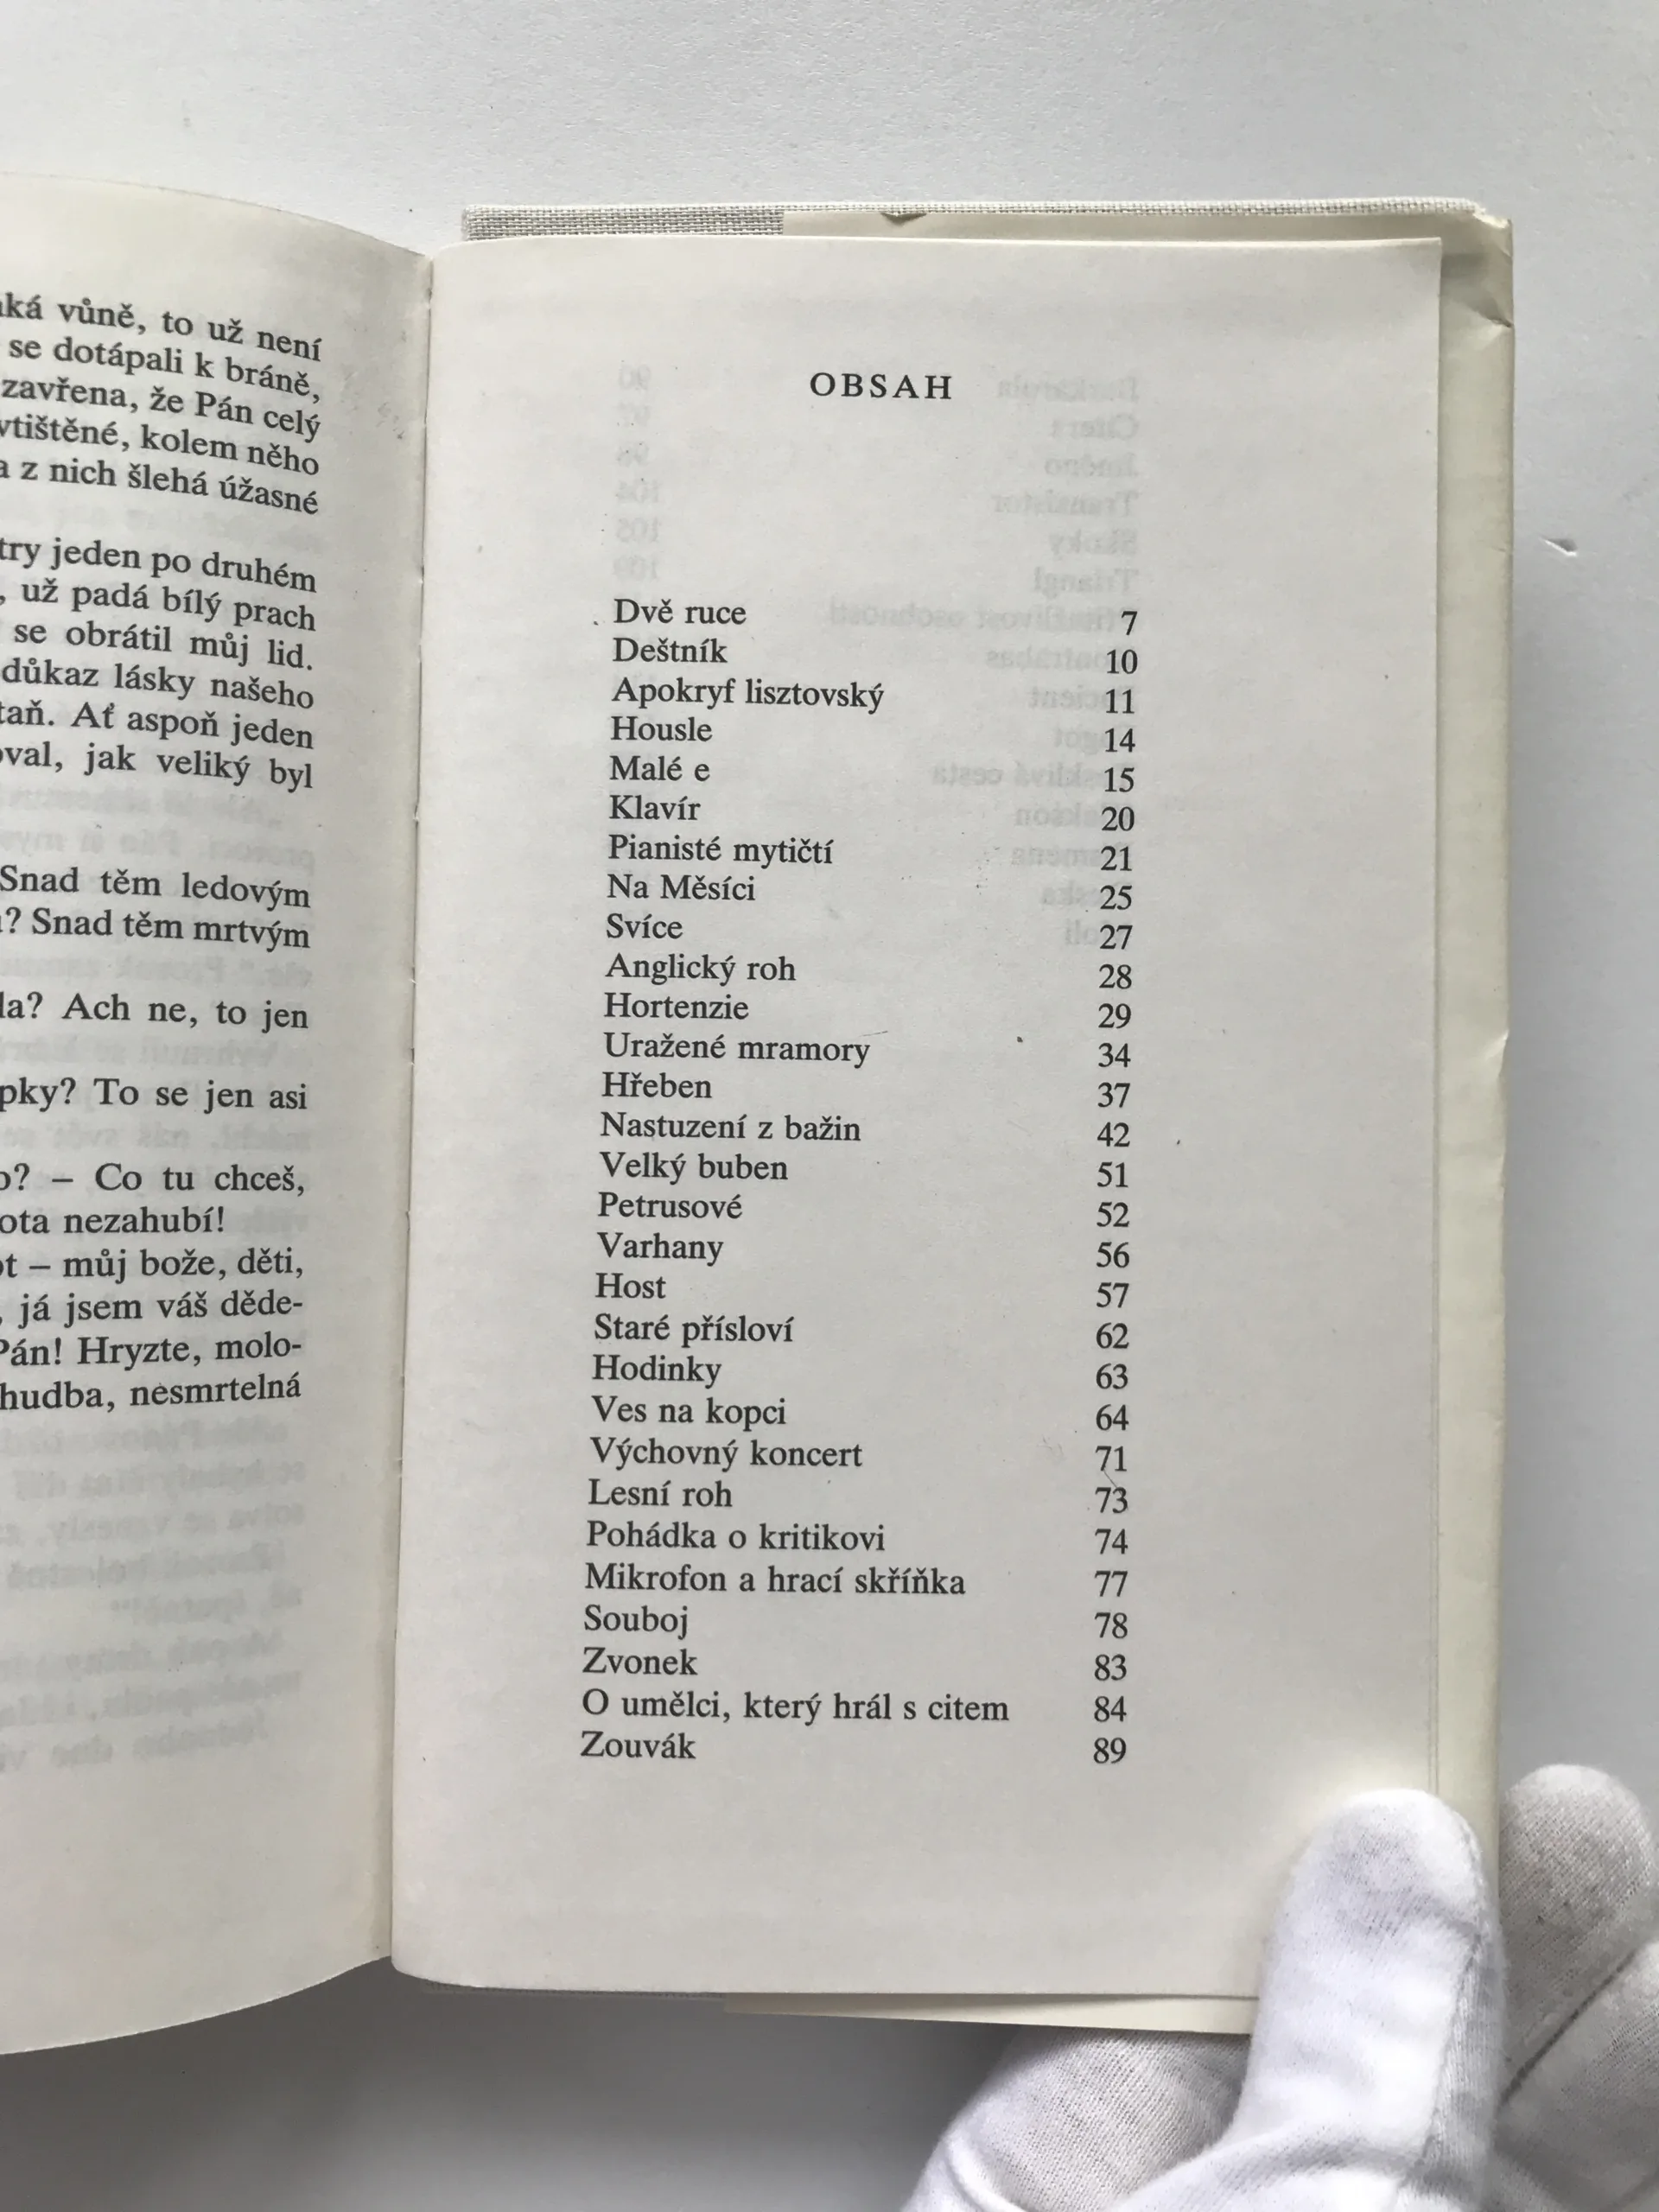 ká vůně, to už není
se dotápali k bráně,
zavřena, že Pán celý
vtištěné, kolem něho
z nich šlehá úžasné
try jeden po druhém
, už padá bílý prach
se obrátil můj lid.
důkaz lásky našeho
taň. Ať aspoň jeden
oval, jak veliký byl
Snad těm ledovým
? Snad těm mrtvým
la? Ach ne, to jen
pky? To se jen asi
o? – Co tu chceš,
ota nezahubí!
ot – můj bože, děti,
, já jsem váš děde-
Pán! Hryzte, molo-
hudba, nesmrtelná
OBSAH
Dvě ruce 7
Deštník 10
Apokryf lisztovský 11
Housle 14
Malé e 15
Klavír 20
Pianisté mytičtí 21
Na Měsíci 25
Svíce 27
Anglický roh 28
Hortenzie 29
Uražené mramory 34
Hřeben 37
Nastuzení z bažin 42
Velký buben 51
Petrusové 52
Varhany 56
Host 57
Staré přísloví 62
Hodinky 63
Ves na kopci 64
Výchovný koncert 71
Lesní roh 73
Pohádka o kritikovi 74
Mikrofon a hrací skříňka 77
Souboj 78
Zvonek 83
O umělci, který hrál s citem 84
Zouvák 89